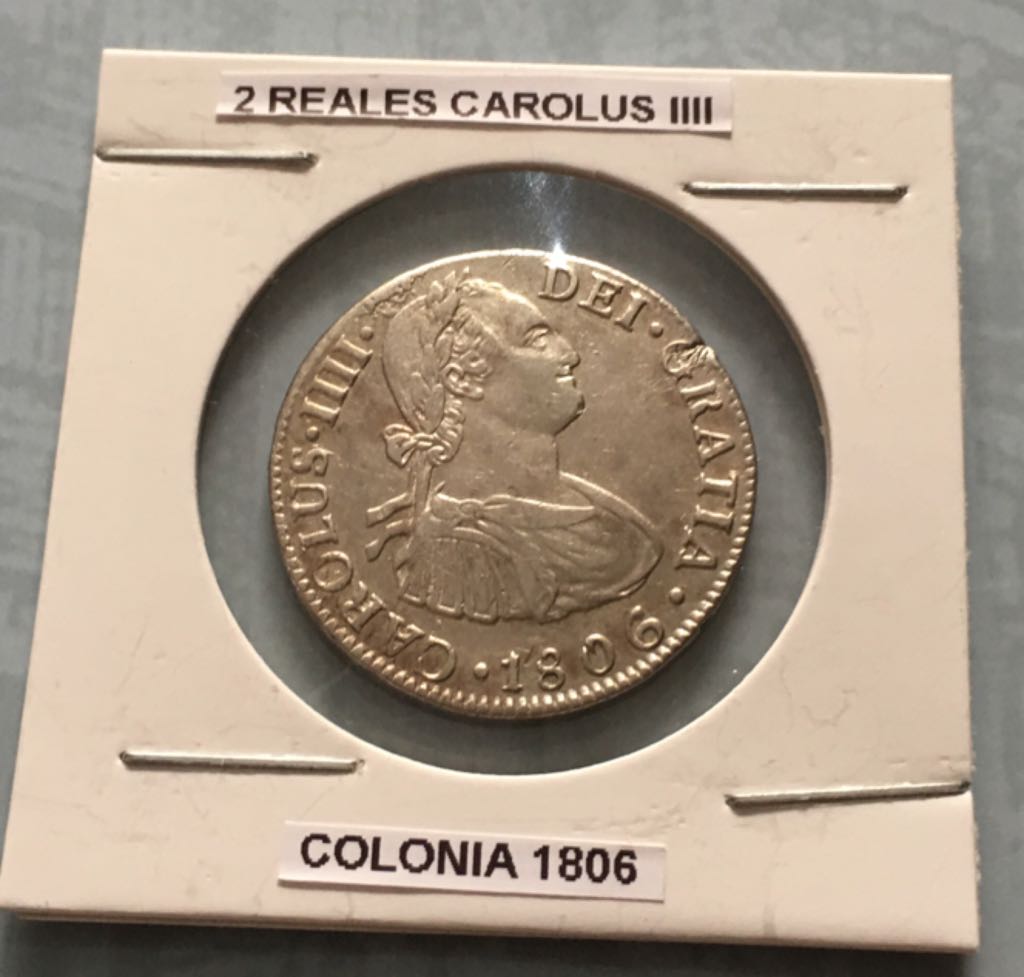 2 REALES CAROLUS IIII
CAROLUS·IIII· DEI·GRATIA·
·1806·
COLONIA 1806